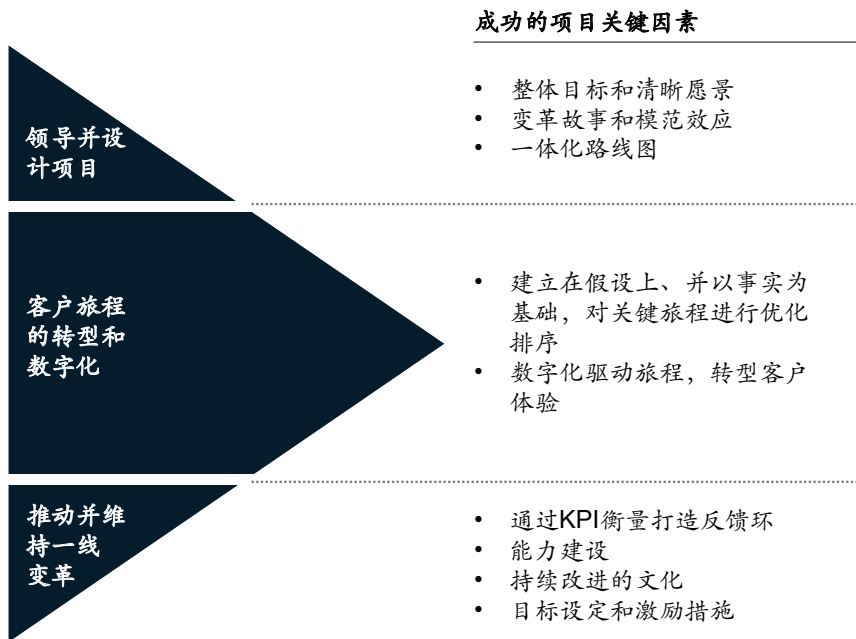 成功的项目关键因素
领导并设
计项目
• 整体目标和清晰愿景
• 变革故事和模范效应
• 一体化路线图
客户旅程
的转型和
数字化
• 建立在假设上、并以事实为
基础，对关键旅程进行优化
排序
• 数字化驱动旅程，转型客户
体验
推动并维
持一线
变革
• 通过KPI衡量打造反馈环
• 能力建设
• 持续改进的文化
• 目标设定和激励措施